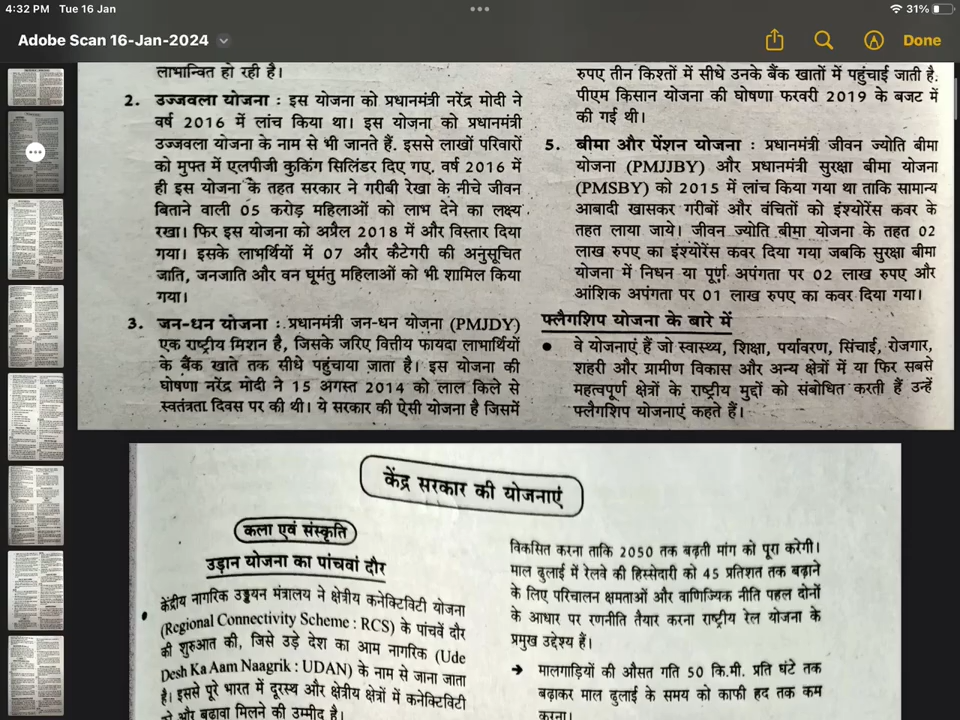 4:32 PM Tue 16 Jan
31%
Adobe Scan 16-Jan-2024
Done
लाभान्वित हो रही है।
2. उज्जवला योजना : इस योजना को प्रधानमंत्री नरेंद्र मोदी ने
वर्ष 2016 में लांच किया था। इस योजना को प्रधानमंत्री
उज्जवला योजना के नाम से भी जानते हैं. इससे लाखों परिवारों
को मुफ्त में एलपीजी कुकिंग सिलिंडर दिए गए. वर्ष 2016 में
ही इस योजना के तहत सरकार ने गरीबी रेखा के नीचे जीवन
बिताने वाली 05 करोड़ महिलाओं को लाभ देने का लक्ष्य
रखा। फिर इस योजना को अप्रैल 2018 में और विस्तार दिया
गया। इसके लाभर्थियों में 07 और कैटेगरी की अनुसूचित
जाति, जनजाति और वन घूमंतु महिलाओं को भी शामिल किया
गया।
3. जन-धन योजना : प्रधानमंत्री जन-धन योजना (PMJDY)
एक राष्ट्रीय मिशन है, जिसके जरिए वित्तीय फायदा लाभार्थियों
के बैंक खाते तक सीधे पहुंचाया जाता है। इस योजना की
घोषणा नरेंद्र मोदी ने 15 अगस्त 2014 को लाल किले से
स्वतंत्रता दिवस पर की थी। ये सरकार की ऐसी योजना है जिसमें
रुपए तीन किश्तों में सीधे उनके बैंक खातों में पहुंचाई जाती है.
पीएम किसान योजना की घोषणा फरवरी 2019 के बजट में
की गई थी।
5. बीमा और पेंशन योजना : प्रधानमंत्री जीवन ज्योति बीमा
योजना (PMJJBY) और प्रधानमंत्री सुरक्षा बीमा योजना
(PMSBY) को 2015 में लांच किया गया था ताकि सामान्य
आबादी खासकर गरीबों और वंचितों को इंश्योरेंस कवर के
तहत लाया जाये। जीवन ज्योति बीमा योजना के तहत 02
लाख रुपए का इंश्योरेंस कवर दिया गया जबकि सुरक्षा बीमा
योजना में निधन या पूर्ण अपंगता पर 02 लाख रुपए और
आंशिक अपंगता पर 01 लाख रुपए का कवर दिया गया।
फ्लैगशिप योजना के बारे में
● वे योजनाएं हैं जो स्वास्थ्य, शिक्षा, पर्यावरण, सिंचाई, रोजगार,
शहरी और ग्रामीण विकास और अन्य क्षेत्रों में या फिर सबसे
महत्वपूर्ण क्षेत्रों के राष्ट्रीय मुद्दों को संबोधित करती हैं उन्हें
फ्लैगशिप योजनाएं कहते हैं।
केंद्र सरकार की योजनाएं
कला एवं संस्कृति
उड़ान योजना का पांचवां दौर
● केंद्रीय नागरिक उड्डयन मंत्रालय ने क्षेत्रीय कनेक्टिविटी योजना
(Regional Connectivity Scheme : RCS) के पांचवें दौर
की शुरुआत की, जिसे उड़े देश का आम नागरिक (Ude
Desh Ka Aam Naagrik : UDAN) के नाम से जाना जाता
है। इससे पूरे भारत में दूरस्थ और क्षेत्रीय क्षेत्रों में कनेक्टिविटी
को और बढावा मिलने की उम्मीद है।
विकसित करना ताकि 2050 तक बढ़ती मांग को पूरा करेगी।
माल ढुलाई में रेलवे की हिस्सेदारी को 45 प्रतिशत तक बढ़ाने
के लिए परिचालन क्षमताओं और वाणिज्यिक नीति पहल दोनों
के आधार पर रणनीति तैयार करना राष्ट्रीय रेल योजना के
प्रमुख उद्देश्य हैं।
➔ मालगाड़ियों की औसत गति 50 कि.मी. प्रति घंटे तक
बढ़ाकर माल ढुलाई के समय को काफी हद तक कम
करना।